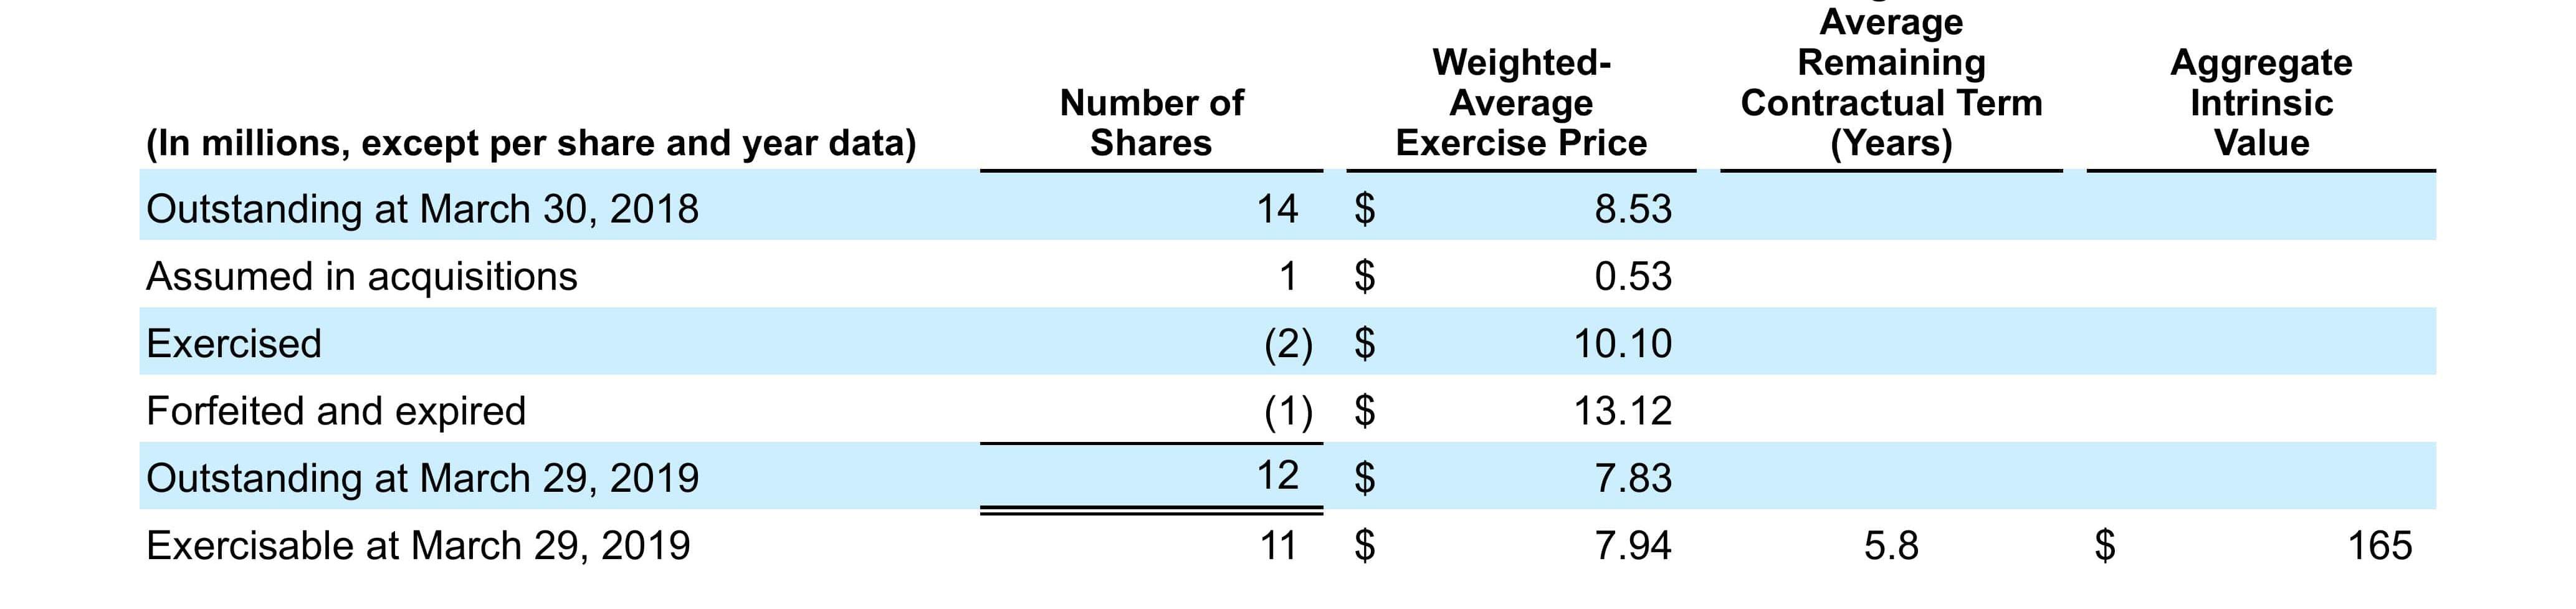 Average
Weighted- Remaining Aggregate
Number of Average Contractual Term Intrinsic
(In millions, except per share and year data) Shares Exercise Price (Years) Value
Outstanding at March 30, 2018 14 $ 8.53
Assumed in acquisitions 1 $ 0.53
Exercised (2) $ 10.10
Forfeited and expired (1) $ 13.12
Outstanding at March 29, 2019 12 $ 7.83
Exercisable at March 29, 2019 11 $ 7.94 5.8 $ 165